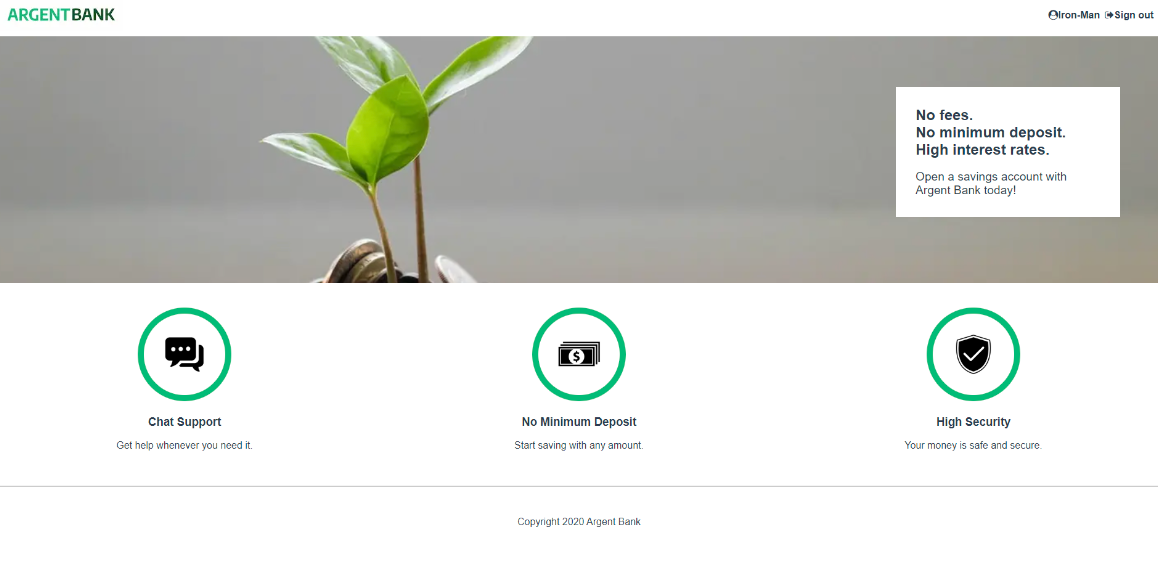 ARGENTBANK
Iron-Man Sign out
No fees.
No minimum deposit.
High interest rates.
Open a savings account with
Argent Bank today!
$
Chat Support
No Minimum Deposit
High Security
Get help whenever you need it.
Start saving with any amount.
Your money is safe and secure.
Copyright 2020 Argent Bank